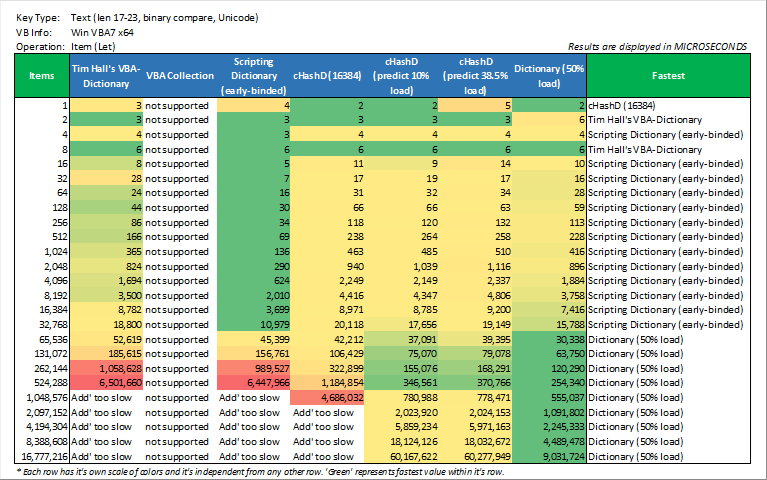 Key Type: Text (len 17-23, binary compare, Unicode)
VB Info: Win VBA7 x64
Operation: Item (Let)
Results are displayed in MICROSECONDS
Items Tim Hall's VBA-Dictionary VBA Collection Scripting Dictionary (early-binded) cHashD (16384) cHashD (predict 10% load) cHashD (predict 38.5% load) Dictionary (50% load) Fastest
1 3 not supported 4 2 2 5 2 cHashD (16384)
2 3 not supported 3 3 3 3 6 Tim Hall's VBA-Dictionary
4 4 not supported 3 4 4 4 4 Scripting Dictionary (early-binded)
8 6 not supported 6 6 6 6 6 Tim Hall's VBA-Dictionary
16 8 not supported 5 11 9 14 10 Scripting Dictionary (early-binded)
32 28 not supported 7 17 19 17 16 Scripting Dictionary (early-binded)
64 24 not supported 16 31 32 34 28 Scripting Dictionary (early-binded)
128 44 not supported 30 66 66 63 59 Scripting Dictionary (early-binded)
256 86 not supported 34 118 120 132 113 Scripting Dictionary (early-binded)
512 166 not supported 69 238 264 258 228 Scripting Dictionary (early-binded)
1,024 365 not supported 136 463 485 510 416 Scripting Dictionary (early-binded)
2,048 824 not supported 290 940 1,039 1,116 896 Scripting Dictionary (early-binded)
4,096 1,694 not supported 624 2,249 2,149 2,337 1,884 Scripting Dictionary (early-binded)
8,192 3,500 not supported 2,010 4,416 4,347 4,806 3,758 Scripting Dictionary (early-binded)
16,384 8,782 not supported 3,699 8,971 8,785 9,200 7,416 Scripting Dictionary (early-binded)
32,768 18,800 not supported 10,979 20,118 17,656 19,149 15,788 Scripting Dictionary (early-binded)
65,536 52,619 not supported 45,399 42,212 37,091 39,395 30,338 Dictionary (50% load)
131,072 185,615 not supported 156,761 106,429 75,070 79,078 63,750 Dictionary (50% load)
262,144 1,058,628 not supported 989,527 322,899 155,076 168,291 120,290 Dictionary (50% load)
524,288 6,501,660 not supported 6,447,966 1,184,854 346,561 370,766 254,340 Dictionary (50% load)
1,048,576 Add' too slow not supported Add' too slow 4,686,032 780,988 778,471 555,037 Dictionary (50% load)
2,097,152 Add' too slow not supported Add' too slow Add' too slow 2,023,920 2,024,153 1,091,802 Dictionary (50% load)
4,194,304 Add' too slow not supported Add' too slow Add' too slow 5,859,234 5,971,163 2,245,333 Dictionary (50% load)
8,388,608 Add' too slow not supported Add' too slow Add' too slow 18,124,126 18,032,672 4,489,478 Dictionary (50% load)
16,777,216 Add' too slow not supported Add' too slow Add' too slow 60,167,622 60,277,949 9,031,724 Dictionary (50% load)
* Each row has it's own scale of colors and it's independent from any other row. 'Green' represents fastest value within it's row.